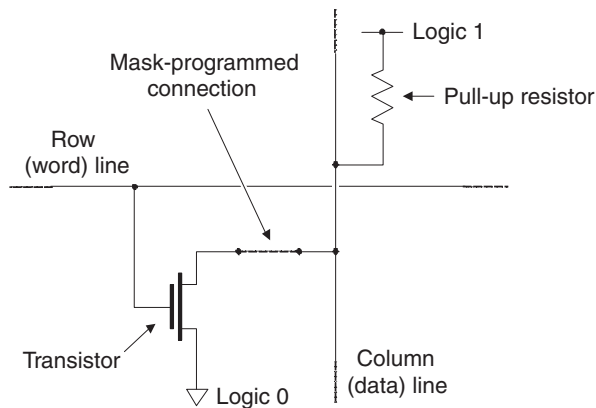 Logic 1
Mask-programmed
connection
Pull-up resistor
Row
(word) line
Transistor
Logic 0
Column
(data) line